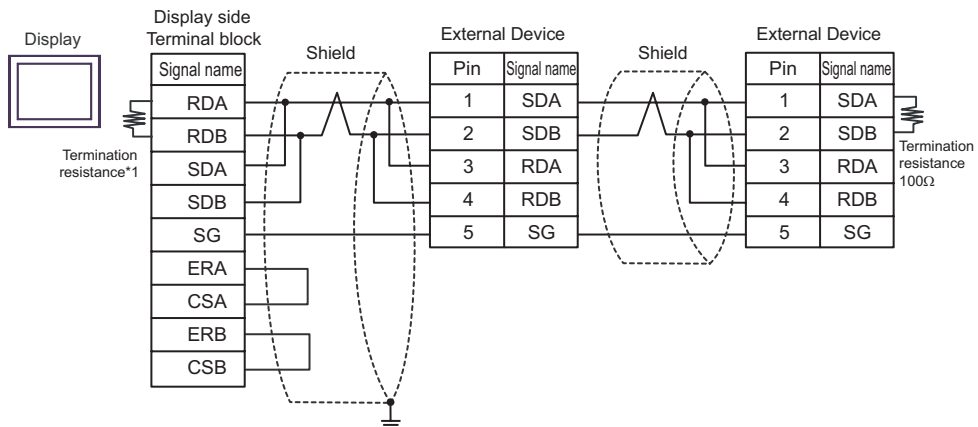 Display
Display side
Terminal block
Signal name
RDA
RDB
SDA
SDB
SG
ERA
CSA
ERB
CSB
Termination
resistance*1
Shield
External Device
Pin Signal name
1 SDA
2 SDB
3 RDA
4 RDB
5 SG
Shield
External Device
Pin Signal name
1 SDA
2 SDB
3 RDA
4 RDB
5 SG
Termination
resistance
100Ω